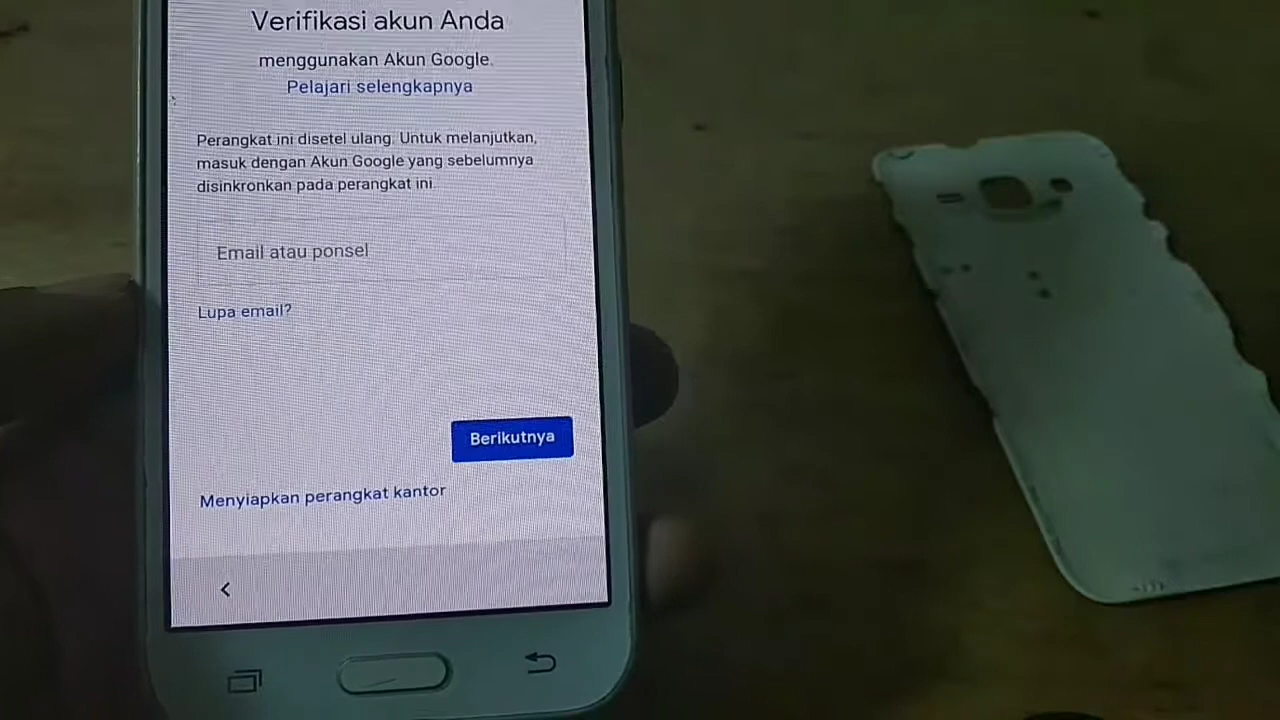 Verifikasi akun Anda
menggunakan Akun Google.
Pelajari selengkapnya
Perangkat ini disetel ulang. Untuk melanjutkan,
masuk dengan Akun Google yang sebelumnya
disinkronkan pada perangkat ini.
Email atau ponsel
Lupa email?
Berikutnya
Menyiapkan perangkat kantor